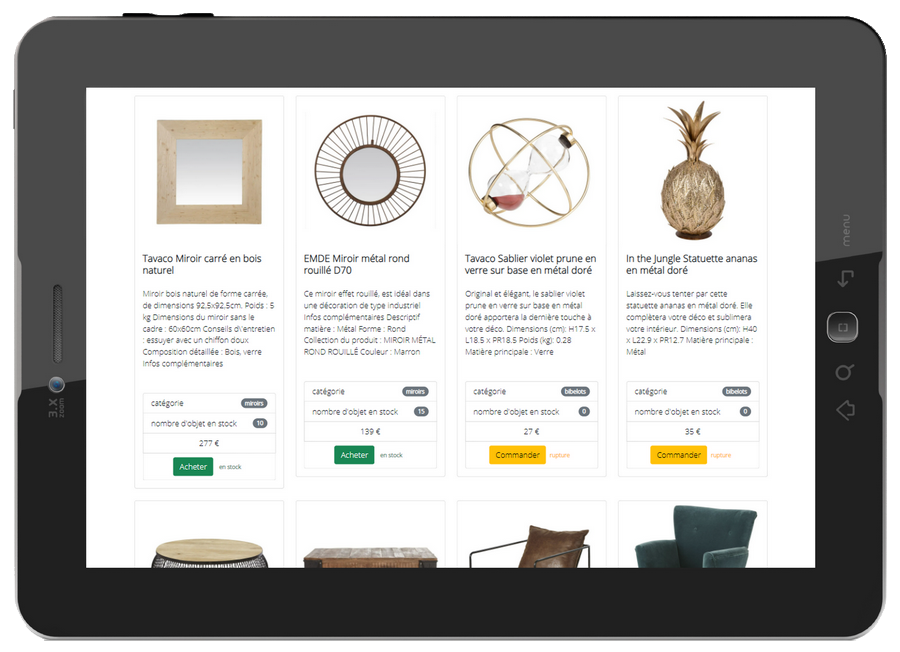 Tavaco Miroir carré en bois
naturel
Miroir bois naturel de forme carrée,
de dimensions 92,5x92,5cm. Poids : 5
kg Dimensions du miroir sans le
cadre : 60x60cm Conseils d\'entretien
: essuyer avec un chiffon doux
Composition détaillée : Bois, verre
Infos complémentaires
catégorie miroirs
nombre d'objet en stock 10
277 €
Acheter en stock
EMDE Miroir métal rond
rouillé D70
Ce miroir effet rouillé, est idéal dans
une décoration de type industriel
Infos complémentaires Descriptif
matière : Métal Forme : Rond
Collection du produit : MIROIR MÉTAL
ROND ROUILLÉ Couleur : Marron
catégorie miroirs
nombre d'objet en stock 15
139 €
Acheter en stock
Tavaco Sablier violet prune en
verre sur base en métal doré
Original et élégant, le sablier violet
prune en verre sur base en métal
doré apportera la dernière touche à
votre déco. Dimensions (cm): H17.5 x
L18.5 x PR18.5 Poids (kg): 0.28
Matière principale : Verre
catégorie bibelots
nombre d'objet en stock 0
27 €
Commander rupture
In the Jungle Statuette ananas
en métal doré
Laissez-vous tenter par cette
statuette ananas en métal doré. Elle
complètera votre déco et sublimera
votre intérieur. Dimensions (cm): H40
x L22.9 x PR12.7 Matière principale :
Métal
catégorie bibelots
nombre d'objet en stock 0
35 €
Commander rupture
menu
3.X
zoom